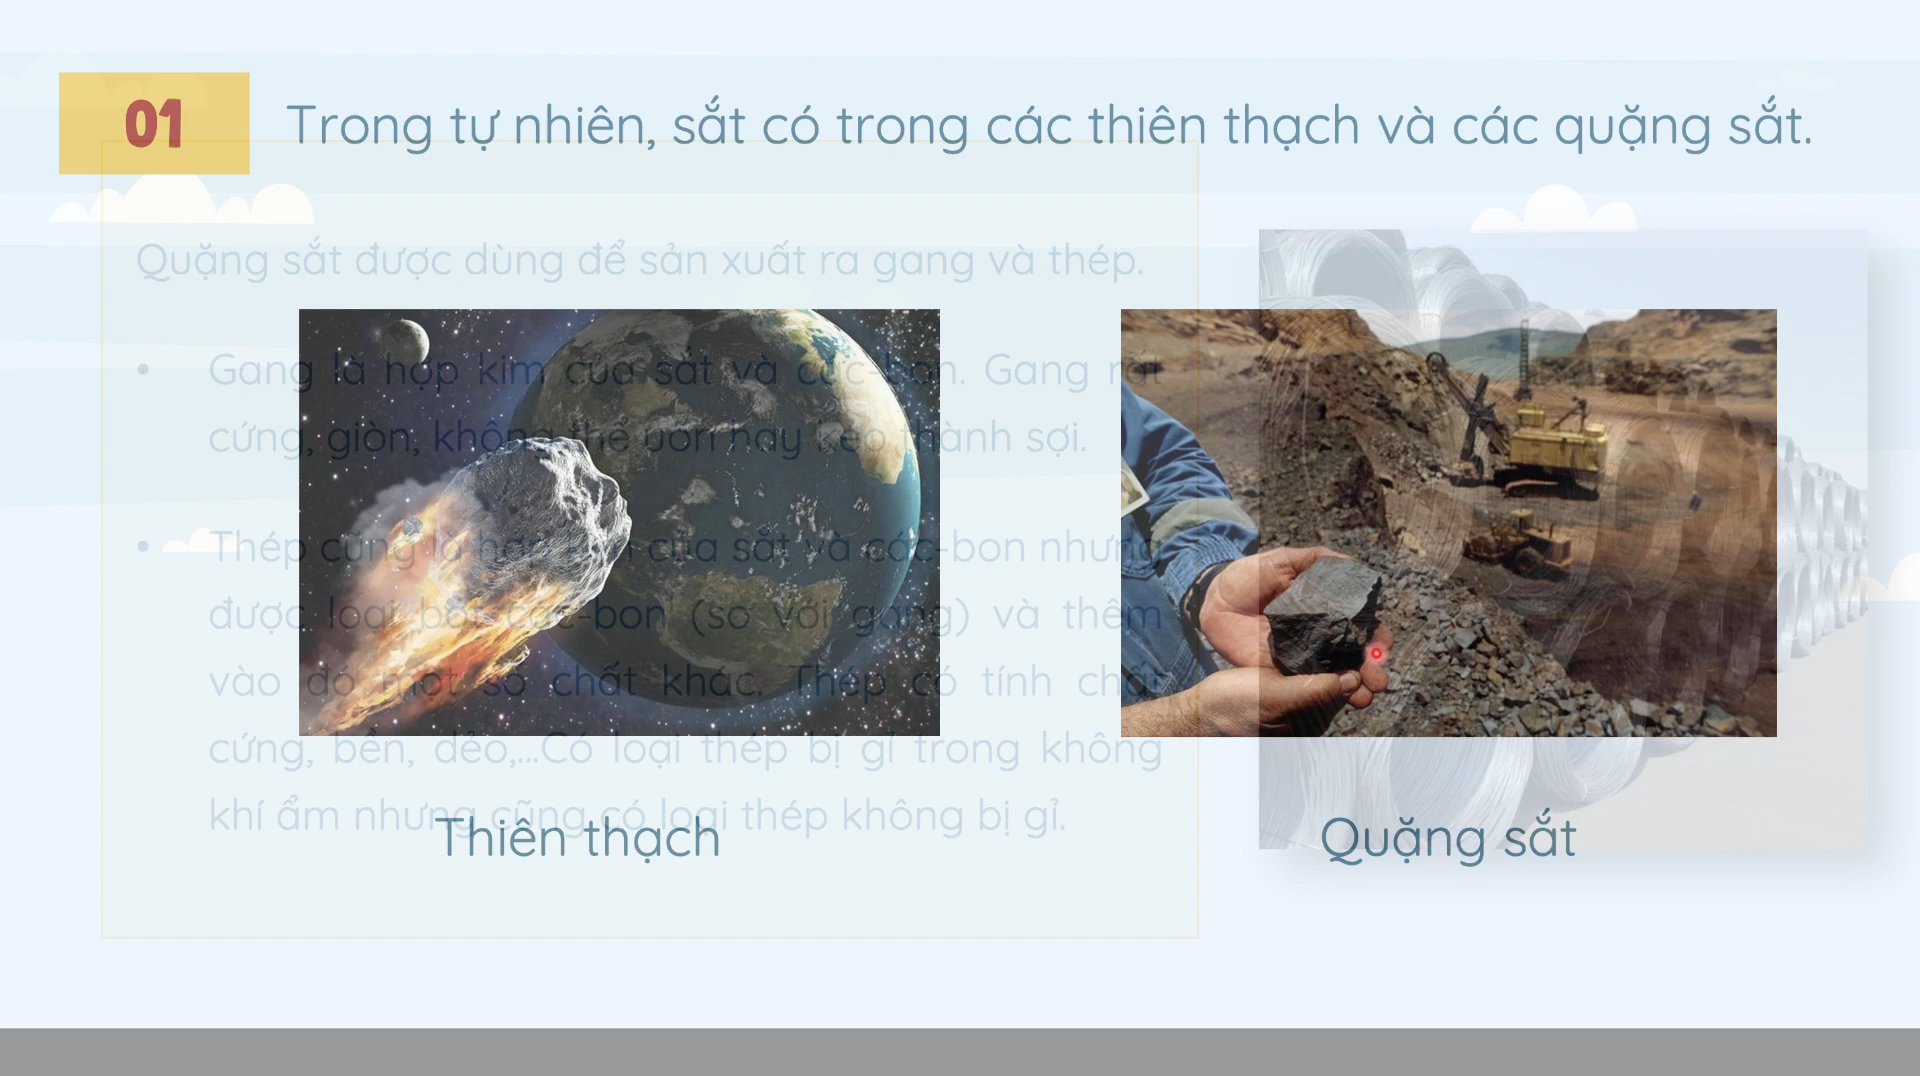 01
Trong tự nhiên, sắt có trong các thiên thạch và các quặng sắt.
Quặng sắt được dùng để sản xuất ra gang và thép.
• Gang là hợp kim của sắt và các-bon. Gang rất
cứng, giòn, không thể uốn hay kéo thành sợi.
• Thép cũng là hợp kim của sắt và các-bon nhưng
được loại bớt các-bon (so với gang) và thêm
vào đó một số chất khác. Thép có tính chất
cứng, bền, dẻo,...Có loại thép bị gỉ trong không
khí ẩm nhưng cũng có loại thép không bị gỉ.
Thiên thạch
Quặng sắt